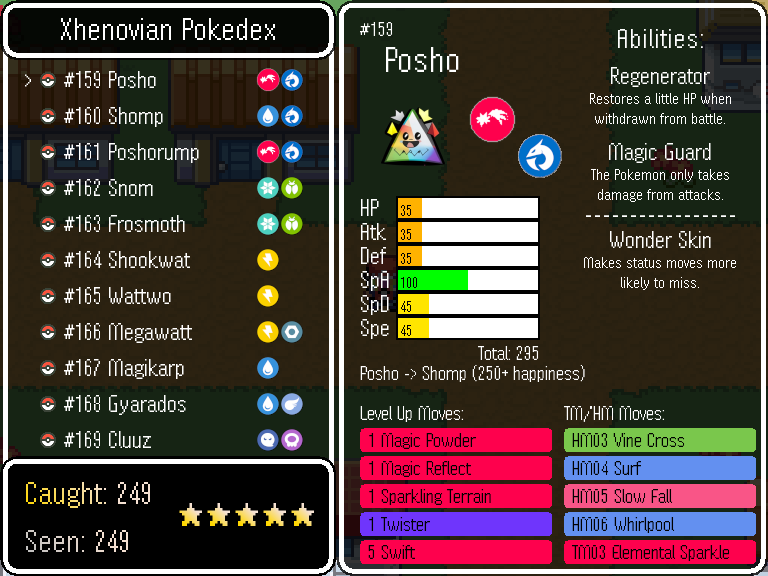 Xhenovian Pokedex
> #159 Posho
#160 Shomp
#161 Poshorump
#162 Snom
#163 Frosmoth
#164 Shookwat
#165 Wattwo
#166 Megawatt
#167 Magikarp
#168 Gyarados
#169 Cluuz
Caught: 249
Seen: 249
#159
Posho
Abilities:
Regenerator
Restores a little HP when
withdrawn from battle.
Magic Guard
The Pokemon only takes
damage from attacks.
----------------
Wonder Skin
Makes status moves more
likely to miss.
HP 35
Atk 35
Def 35
SpA 100
SpD 45
Spe 45
Total: 295
Posho -> Shomp (250+ happiness)
Level Up Moves:
1 Magic Powder
1 Magic Reflect
1 Sparkling Terrain
1 Twister
5 Swift
TM/HM Moves:
HM03 Vine Cross
HM04 Surf
HM05 Slow Fall
HM06 Whirlpool
TM03 Elemental Sparkle